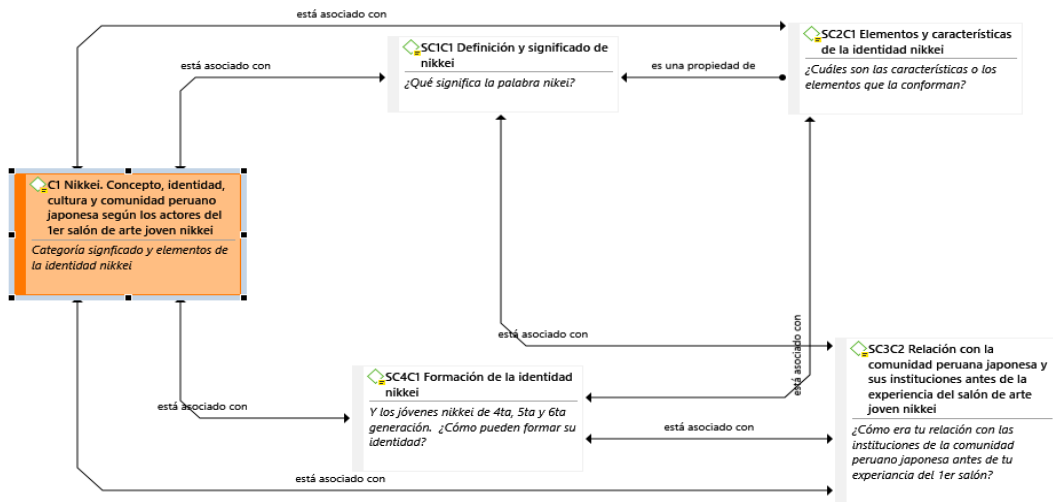 está asociado con
SC2C1 Elementos y características
de la identidad nikkei
¿Cuáles son las características o los
elementos que la conforman?
SC1C1 Definición y significado de
nikkei
¿Qué significa la palabra nikei?
está asociado con
es una propiedad de
C1 Nikkei. Concepto, identidad,
cultura y comunidad peruano
japonesa según los actores del
1er salón de arte joven nikkei
Categoría signficado y elementos de
la identidad nikkei
está asociado con
está asociado con
SC3C2 Relación con la
comunidad peruana japonesa y
sus instituciones antes de la
experiencia del salón de arte
joven nikkei
¿Cómo era tu relación con las
instituciones de la comunidad
peruano japonesa antes de tu
experiancia del 1er salón?
SC4C1 Formación de la identidad
nikkei
Y los jóvenes nikkei de 4ta, 5ta y 6ta
generación. ¿Cómo pueden formar su
identidad?
está asociado con
está asociado con
está asociado con